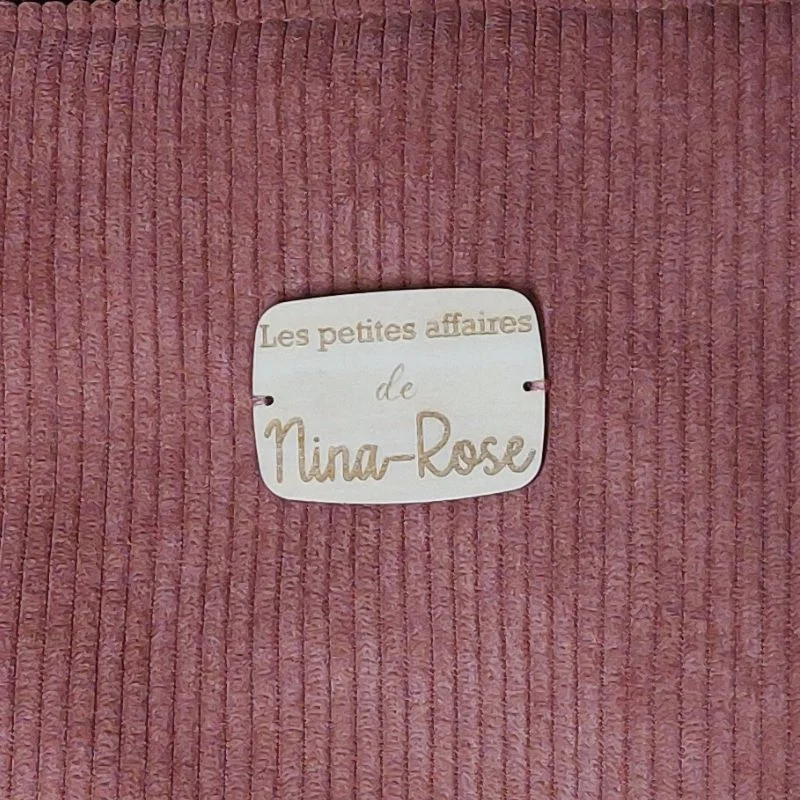 Les petites affaires
de
Nina-Rose